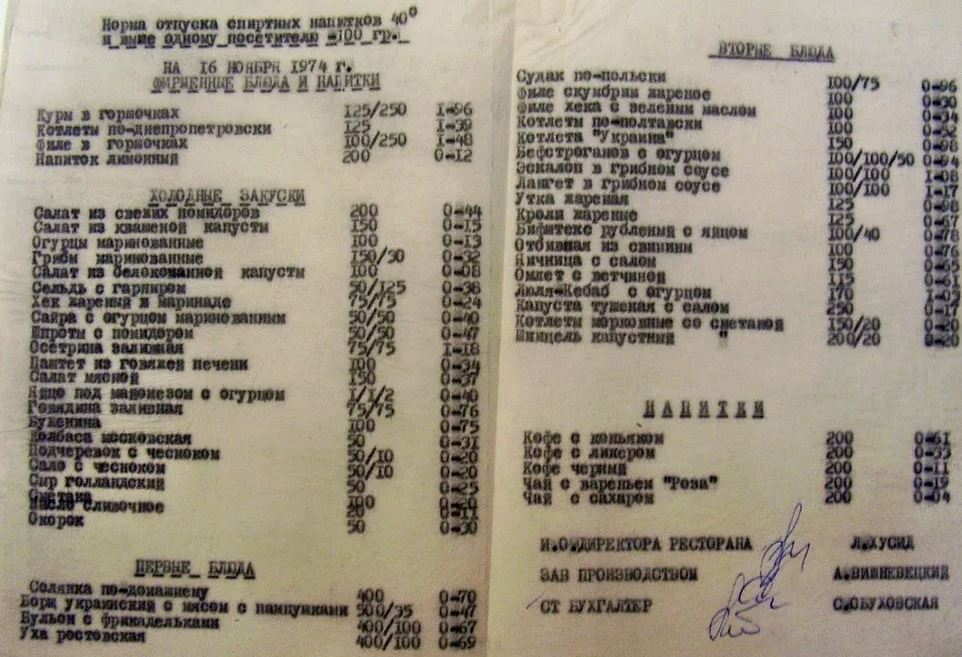 Норма отпуска спиртных напитков 40°
и выше одному посетителю -100 гр.
НА 16 НОЯБРЯ 1974 г.
ФИРМЕННЫЕ БЛЮДА И НАПИТКИ
Куры в гормочках 125/250 1-96
Котлеты по-днепропетровски 125 1-39
Филе в гормочках 100/250 1-48
Напиток лимонный 200 0-12
ХОЛОДНЫЕ ЗАКУСКИ
Салат из свежих помидоров 200 0-44
Салат из квашеной капусты 150 0-15
Огурцы маринованные 100 0-13
Грибы маринованные 150/50 0-32
Салат из белокочанной капусты 100 0-08
Сельдь с гарниром 50/125 0-38
Хек жареный в маринаде 75/75 0-24
Сайра с огурцом маринованным 50/50 0-40
Шпроты с помидором 50/50 0-47
Осетрина заливная 75/75 1-18
Паштет из говяжей печени 100 0-34
Салат мясной 150 0-37
Яйцо под майонезом с огурцом 1/1/2 0-40
Говядина заливная 75/75 0-76
Буженина 100 0-75
Колбаса московская 50 0-31
Подчеревок с чесноком 50/10 0-20
Сало с чесноком 50/10 0-20
Сыр голландский 50 0-25
Сметана 100
Масло сливочное 20 0-11
Окорок 50 0-30
ПЕРВЫЕ БЛЮДА
Солянка по-домашнему 400 0-70
Борщ украинский с мясом с пампушками 500/35 0-47
Бульон с фрикадельками 400/100 0-67
Уха ростовская 400/100 0-69
ВТОРЫЕ БЛЮДА
Судак по-польски 100/75 0-96
Филе скумбрии жареное 100 0-30
Филе хека с зеленым маслом 100 0-34
Котлеты по-полтавски 100 0-52
Котлета "Украина" 150 0-98
Бефстроганов с огурцом 100/100/50 0-94
Эскалоп в грибном соусе 100/100 1-08
Лангет в грибном соусе 100/100 1-17
Утка жареная 125 0-98
Кроли жареные 125 0-67
Бифштекс рубленый с яйцом 100/40 0-78
Отбивная из свинины 100 0-76
Яичница с салом 150 0-65
Омлет с ветчиной 115 0-61
Люля-Кебаб с огурцом 170
Капуста тушеная с салом 250 0-17
Котлеты морковные со сметаной 150/20 0-20
Шницель капустный " 200/20 0-20
НАПИТКИ
Кофе с коньяком 200 0-61
Кофе с ликером 200 0-53
Кофе черный 200 0-11
Чай с вареньем "Роза" 200 0-19
Чай с сахаром 200 0-04
И.О.ДИРЕКТОРА РЕСТОРАНА Л.ХУСИД
ЗАВ ПРОИЗВОДСТВОМ А.ВИШНЕВЕЦКИЙ
СТ БУХГАЛТЕР С.ОБУХОВСКАЯ